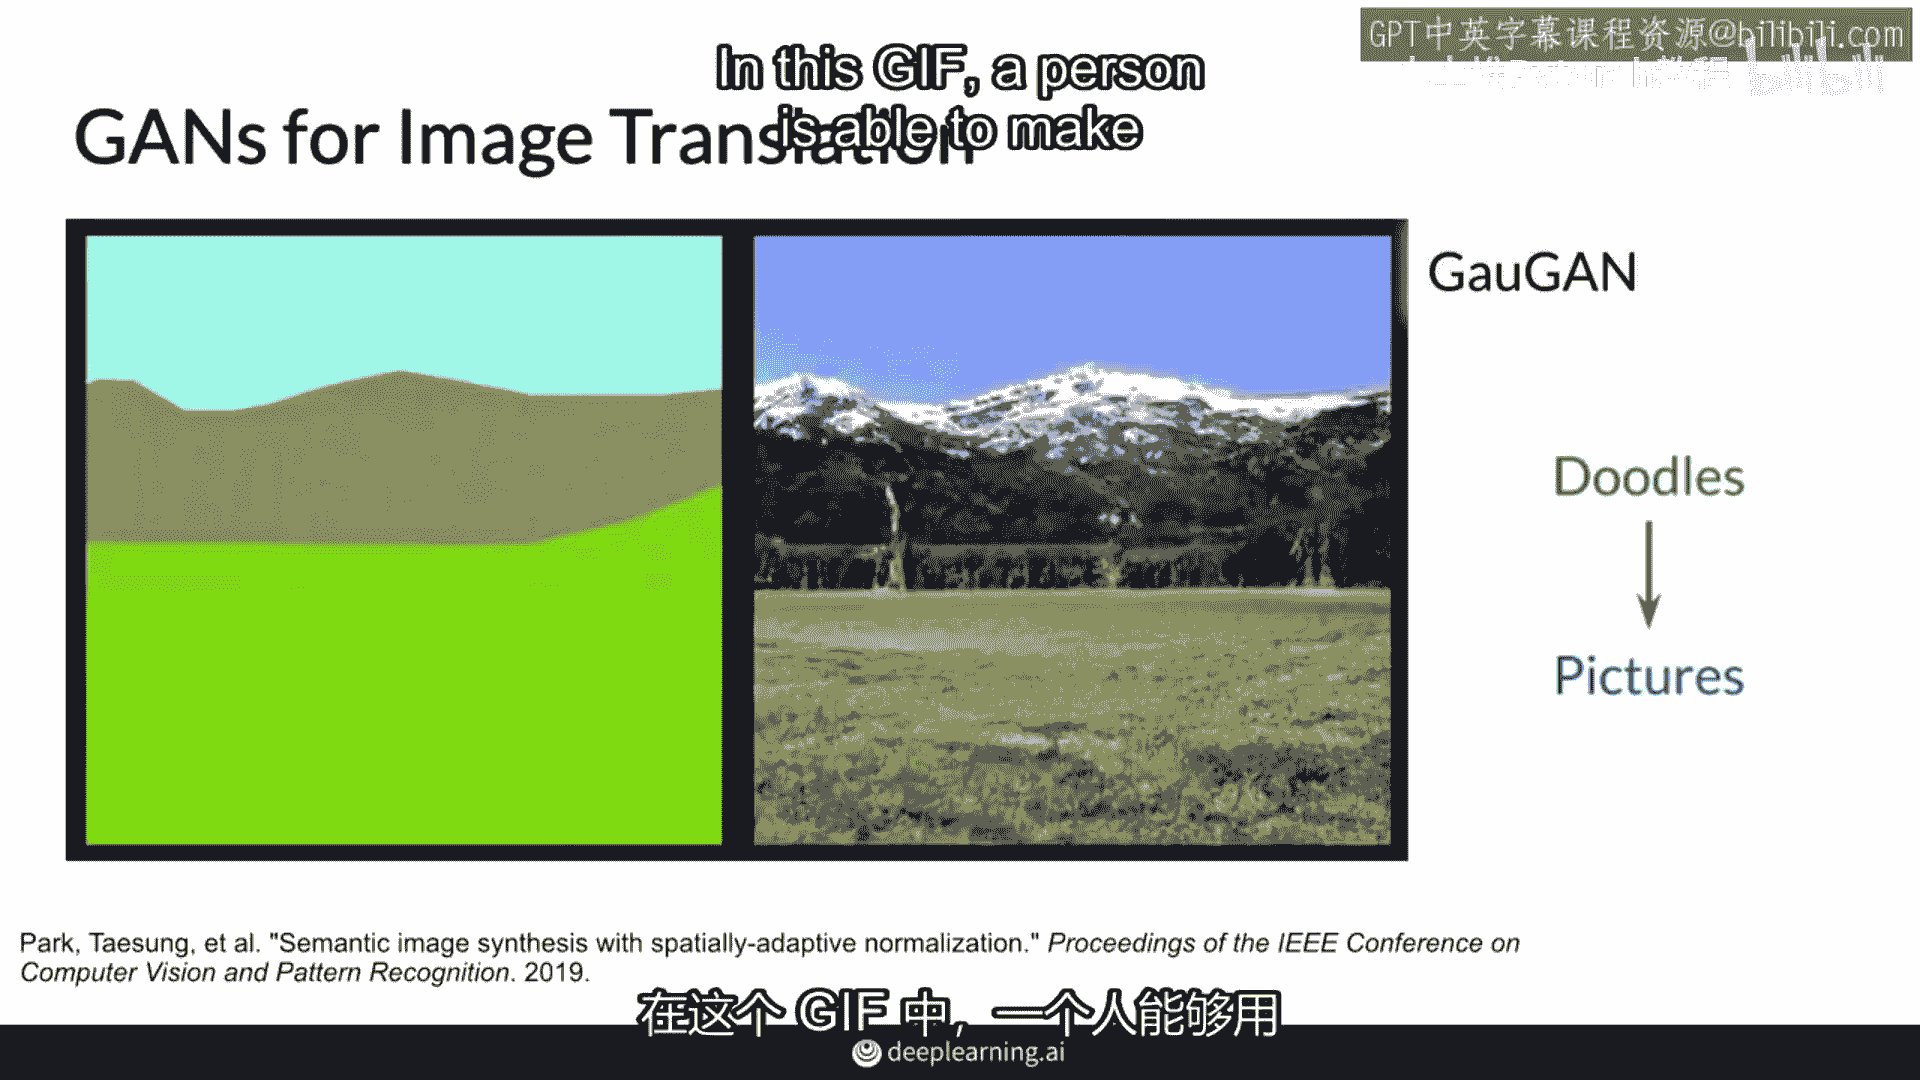 GPT中英字幕课程资源@bilibili.com
bilibili
In this GIF, a person
is able to make
GANs for Image Translation
GauGAN
Doodles
Pictures
Park, Taesung, et al. "Semantic image synthesis with spatially-adaptive normalization." Proceedings of the IEEE Conference on
Computer Vision and Pattern Recognition. 2019.
在这个 GIF 中，一个人能够用
deeplearning.ai